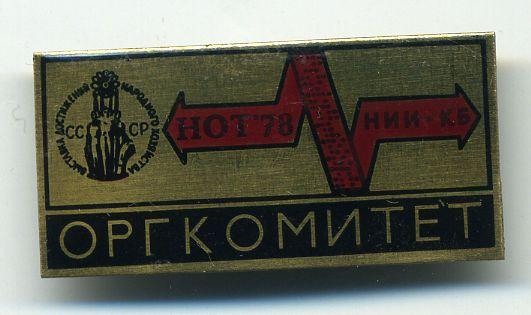 ВЫСТАВКА ДОСТИЖЕНИЙ НАРОДНОГО ХОЗЯЙСТВА
СССР
НОТ'78
НИИ-КБ
ОРГКОМИТЕТ